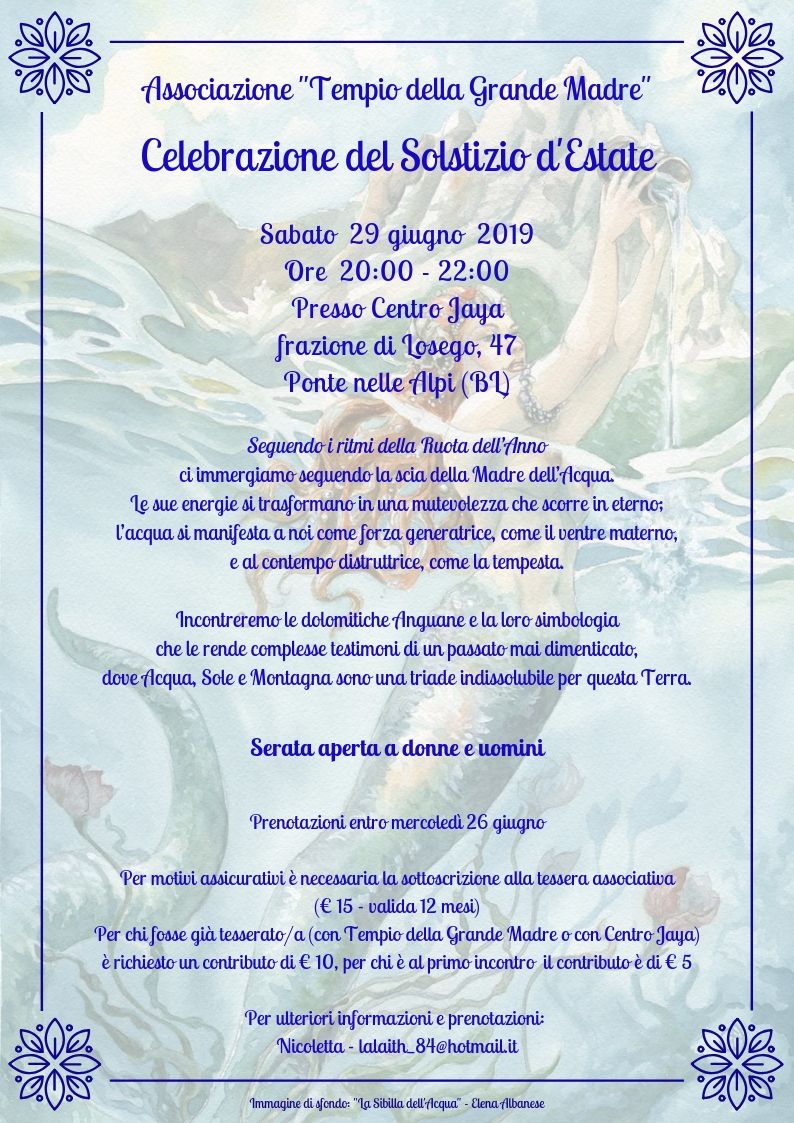 Associazione "Tempio della Grande Madre"
Celebrazione del Solstizio d'Estate
Sabato 29 giugno 2019
Ore 20:00 - 22:00
Presso Centro Jaya
frazione di Losego, 47
Ponte nelle Alpi (BL)
Seguendo i ritmi della Ruota dell'Anno
ci immergiamo seguendo la scia della Madre dell'Acqua.
Le sue energie si trasformano in una mutevolezza che scorre in eterno;
l'acqua si manifesta a noi come forza generatrice, come il ventre materno,
e al contempo distruttrice, come la tempesta.
Incontreremo le dolomitiche Anguane e la loro simbologia
che le rende complesse testimoni di un passato mai dimenticato,
dove Acqua, Sole e Montagna sono una triade indissolubile per questa Terra.
Serata aperta a donne e uomini
Prenotazioni entro mercoledì 26 giugno
Per motivi assicurativi è necessaria la sottoscrizione alla tessera associativa
(€ 15 - valida 12 mesi)
Per chi fosse già tesserato/a (con Tempio della Grande Madre o con Centro Jaya)
è richiesto un contributo di € 10, per chi è al primo incontro il contributo è di € 5
Per ulteriori informazioni e prenotazioni:
Nicoletta - lalaith_84@hotmail.it
Immagine di sfondo: "La Sibilla dell'Acqua" - Elena Albanese